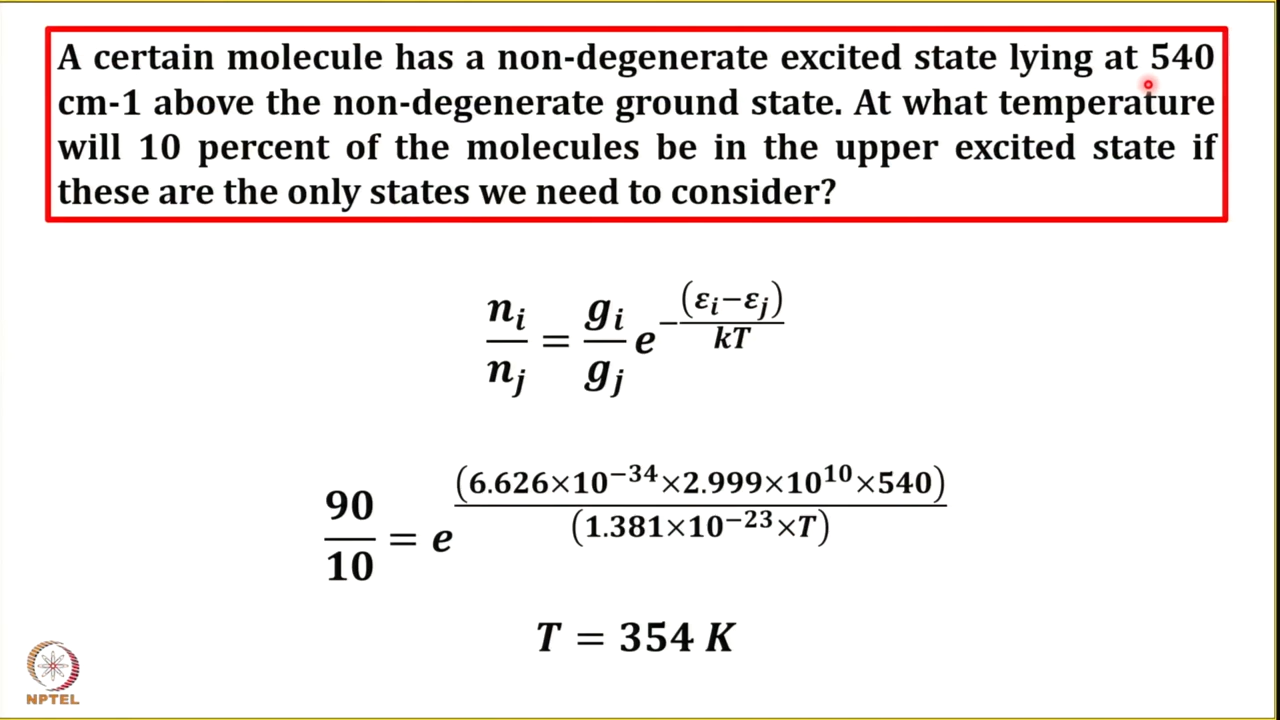 A certain molecule has a non-degenerate excited state lying at 540
cm-1 above the non-degenerate ground state. At what temperature
will 10 percent of the molecules be in the upper excited state if
these are the only states we need to consider?
n_i/n_j = g_i/g_j e^{-(ε_i−ε_j)/kT}
90/10 = e^{(6.626×10^{−34}×2.999×10^{10}×540)/(1.381×10^{−23}×T)}
T = 354 K
NPTEL